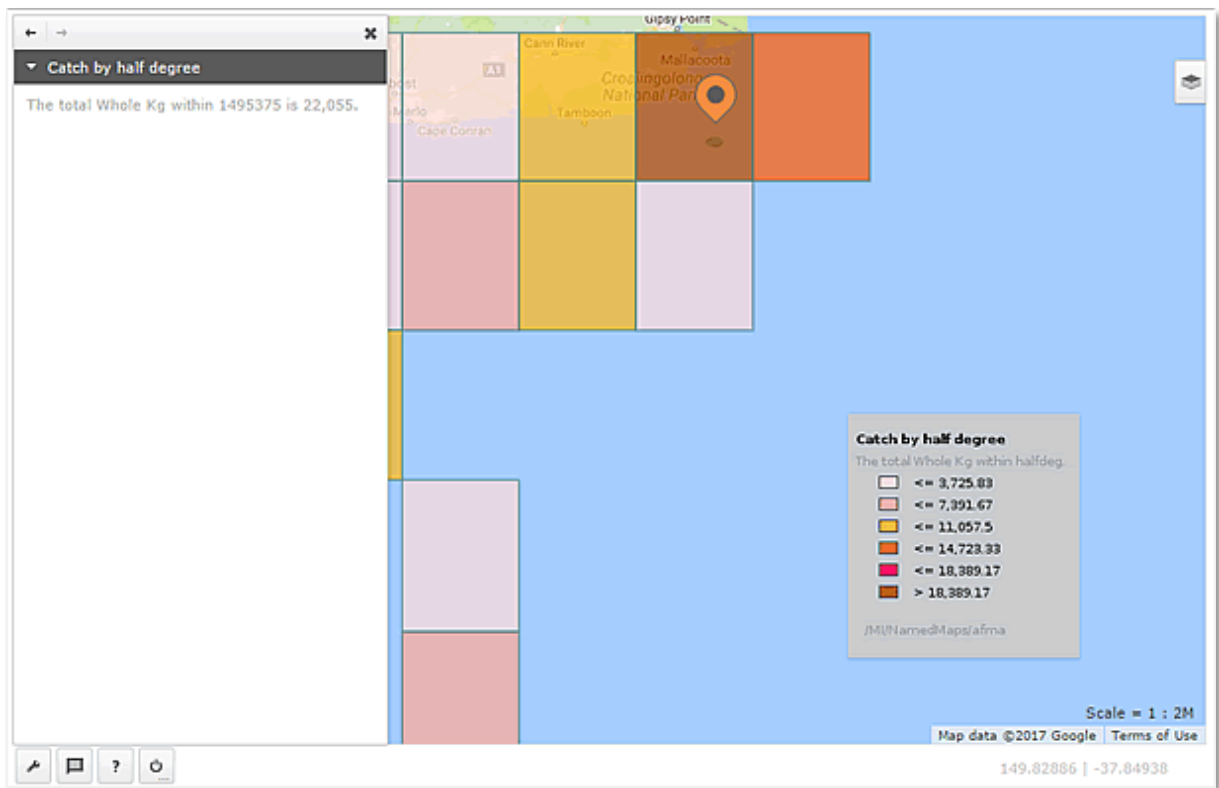 Catch by half degree
The total Whole Kg within 1495375 is 22,055.
Gipsy Point
Cann River
Mallacoota
A1
Tamboon
Cape Conran
Marlo
Catch by half degree
The total Whole Kg within halfdeg.
<= 3,725.83
<= 7,391.67
<= 11,057.5
<= 14,723.33
<= 18,389.17
> 18,389.17
/MI/NamedMaps/afma
Scale = 1 : 2M
Map data ©2017 Google Terms of Use
?
149.82886 | -37.84938